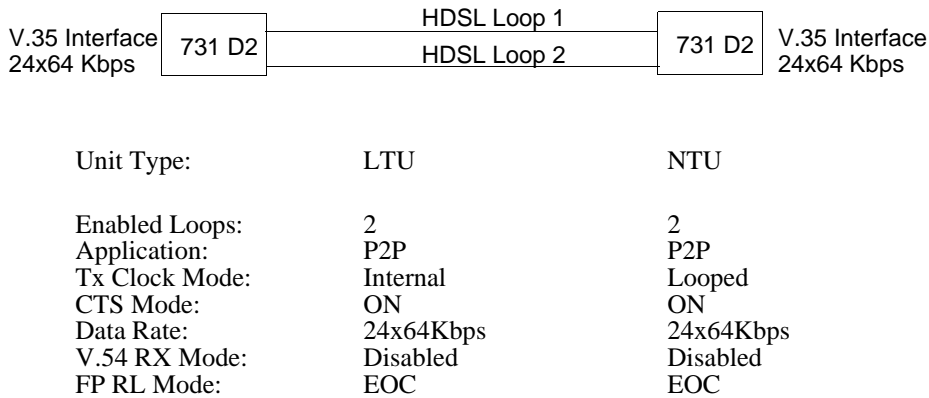 HDSL Loop 1
V.35 Interface 731 D2 731 D2 V.35 Interface
24x64 Kbps HDSL Loop 2 24x64 Kbps
Unit Type: LTU NTU
Enabled Loops: 2 2
Application: P2P P2P
Tx Clock Mode: Internal Looped
CTS Mode: ON ON
Data Rate: 24x64Kbps 24x64Kbps
V.54 RX Mode: Disabled Disabled
FP RL Mode: EOC EOC